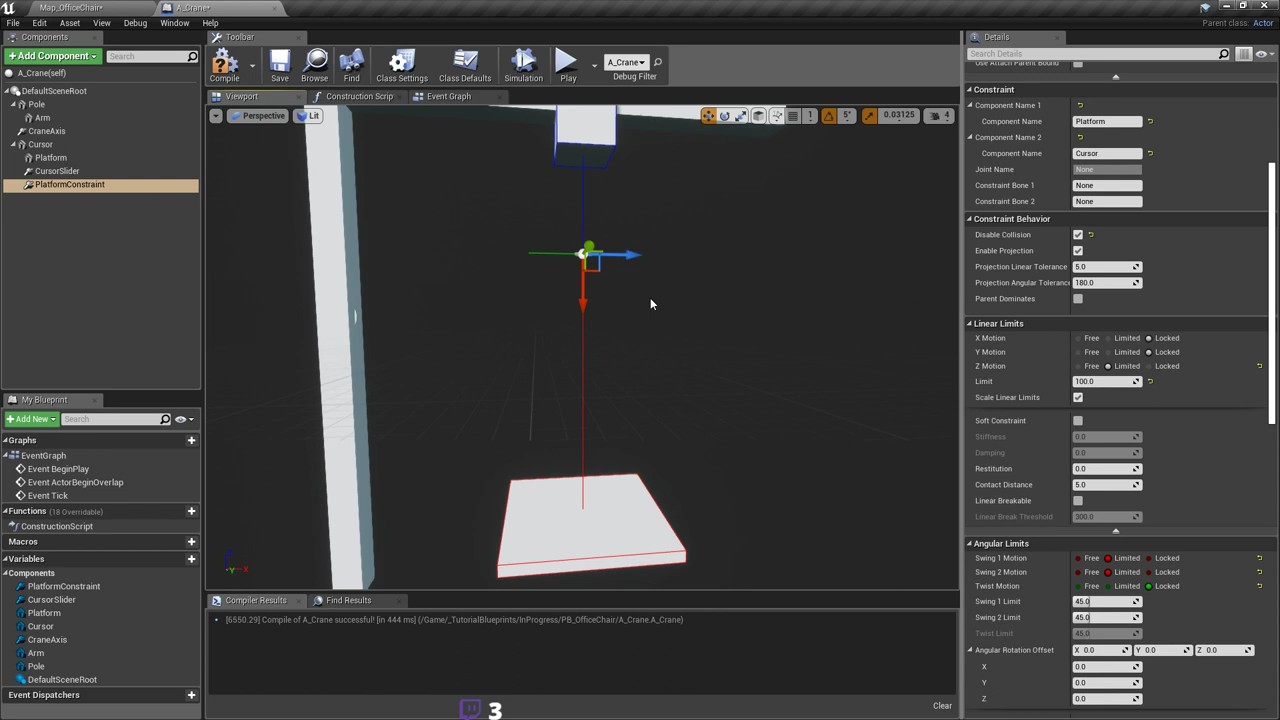 Map_OfficeChair*
A_Crane*
File Edit Asset View Debug Window Help
Parent class: Actor
Components
Toolbar
Details
Add Component
Search
Search Details
A_Crane(self)
Compile
Save
Browse
Find
Class Settings
Class Defaults
Simulation
Play
A_Crane
Debug Filter
DefaultSceneRoot
Pole
Arm
CraneAxis
Cursor
Platform
CursorSlider
PlatformConstraint
Viewport
Construction Scrip
Event Graph
Perspective
Lit
1
5°
0.03125
4
My Blueprint
Add New
Search
Graphs
EventGraph
Event BeginPlay
Event ActorBeginOverlap
Event Tick
Functions (18 Overridable)
ConstructionScript
Macros
Variables
Components
PlatformConstraint
CursorSlider
Platform
Cursor
CraneAxis
Arm
Pole
DefaultSceneRoot
Event Dispatchers
Compiler Results
Find Results
[6550.29] Compile of A_Crane successful! [in 444 ms] (/Game/_TutorialBlueprints/InProgress/PB_OfficeChair/A_Crane.A_Crane)
Clear
3
Use Attach Parent Bound
Constraint
Component Name 1
Component Name Platform
Component Name 2
Component Name Cursor
Joint Name None
Constraint Bone 1 None
Constraint Bone 2 None
Constraint Behavior
Disable Collision
Enable Projection
Projection Linear Tolerance 5.0
Projection Angular Tolerance 180.0
Parent Dominates
Linear Limits
X Motion Free Limited Locked
Y Motion Free Limited Locked
Z Motion Free Limited Locked
Limit 100.0
Scale Linear Limits
Soft Constraint
Stiffness 0.0
Damping 0.0
Restitution 0.0
Contact Distance 5.0
Linear Breakable
Linear Break Threshold 300.0
Angular Limits
Swing 1 Motion Free Limited Locked
Swing 2 Motion Free Limited Locked
Twist Motion Free Limited Locked
Swing 1 Limit 45.0
Swing 2 Limit 45.0
Twist Limit 45.0
Angular Rotation Offset X 0.0 Y 0.0 Z 0.0
X 0.0
Y 0.0
Z 0.0